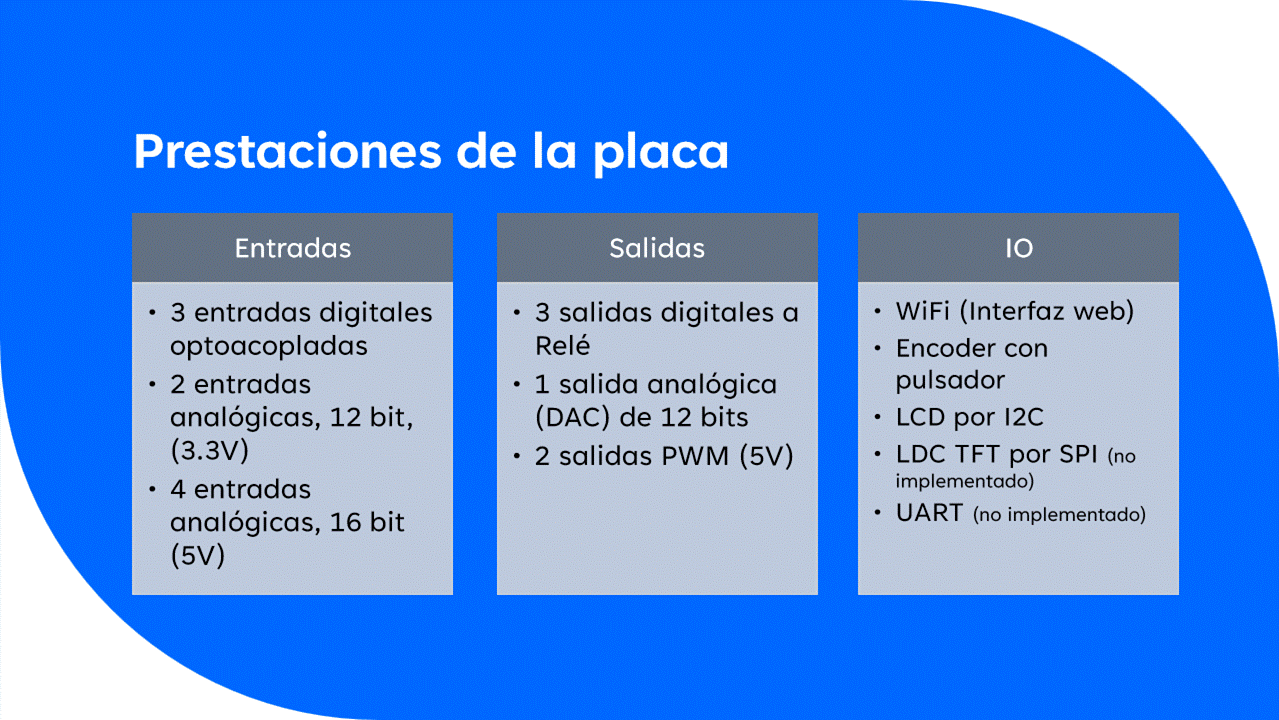 Prestaciones de la placa
Entradas
• 3 entradas digitales
optoacopladas
• 2 entradas
analógicas, 12 bit,
(3.3V)
• 4 entradas
analógicas, 16 bit
(5V)
Salidas
• 3 salidas digitales a
Relé
• 1 salida analógica
(DAC) de 12 bits
• 2 salidas PWM (5V)
IO
• WiFi (Interfaz web)
• Encoder con
pulsador
• LCD por I2C
• LDC TFT por SPI (no
implementado)
• UART (no implementado)